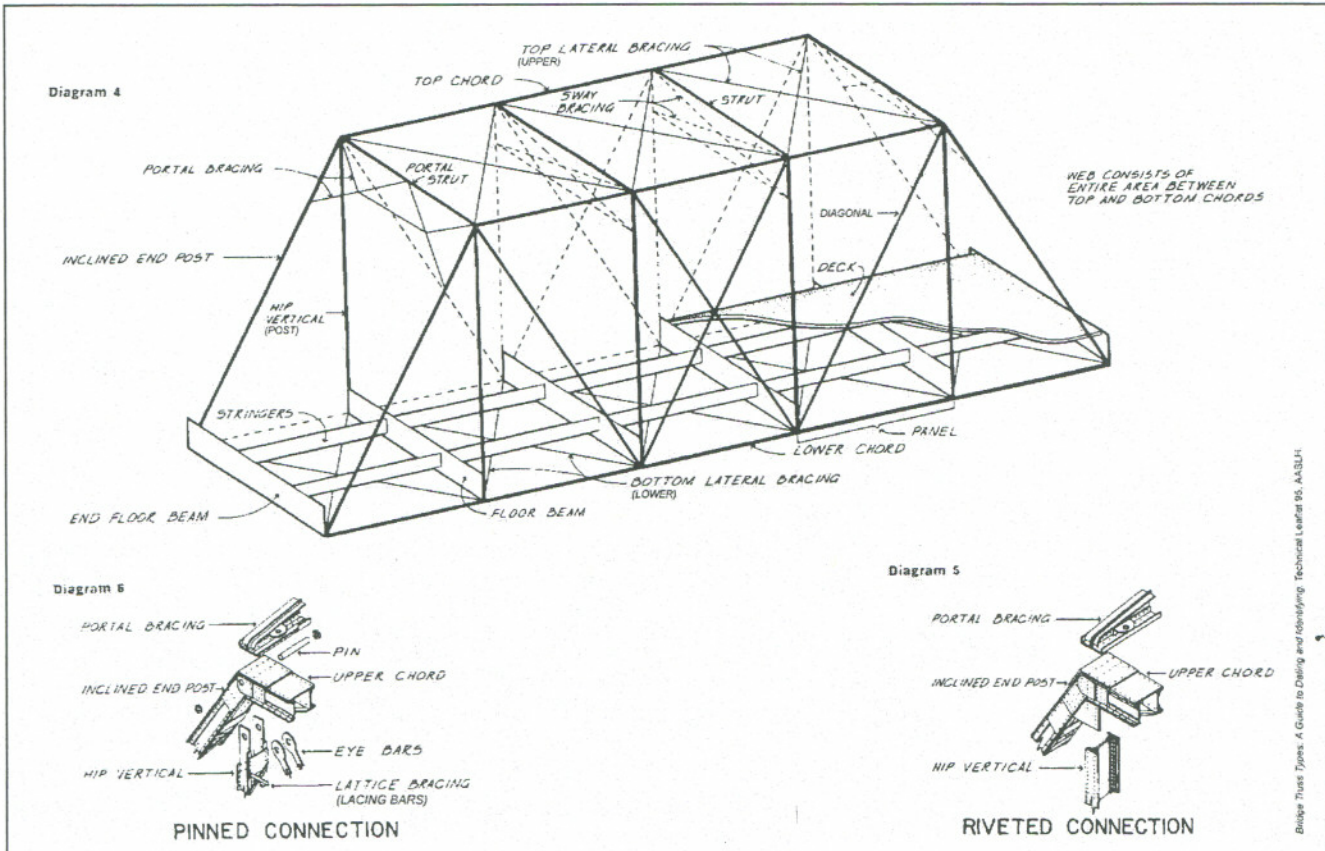 Diagram 4
TOP LATERAL BRACING
(UPPER)
TOP CHORD
SWAY
BRACING
STRUT
PORTAL BRACING
PORTAL
STRUT
WEB CONSISTS OF
ENTIRE AREA BETWEEN
TOP AND BOTTOM CHORDS
DIAGONAL
INCLINED END POST
DECK
HIP
VERTICAL
(POST)
STRINGERS
PANEL
LOWER CHORD
BOTTOM LATERAL BRACING
(LOWER)
FLOOR BEAM
END FLOOR BEAM
Diagram 6
PORTAL BRACING
PIN
UPPER CHORD
INCLINED END POST
EYE BARS
HIP VERTICAL
LATTICE BRACING
(LACING BARS)
PINNED CONNECTION
Diagram 5
PORTAL BRACING
UPPER CHORD
INCLINED END POST
HIP VERTICAL
RIVETED CONNECTION
Bridge Truss Types: A Guide to Dating and Identifying. Technical Leaflet 95, AASLH.